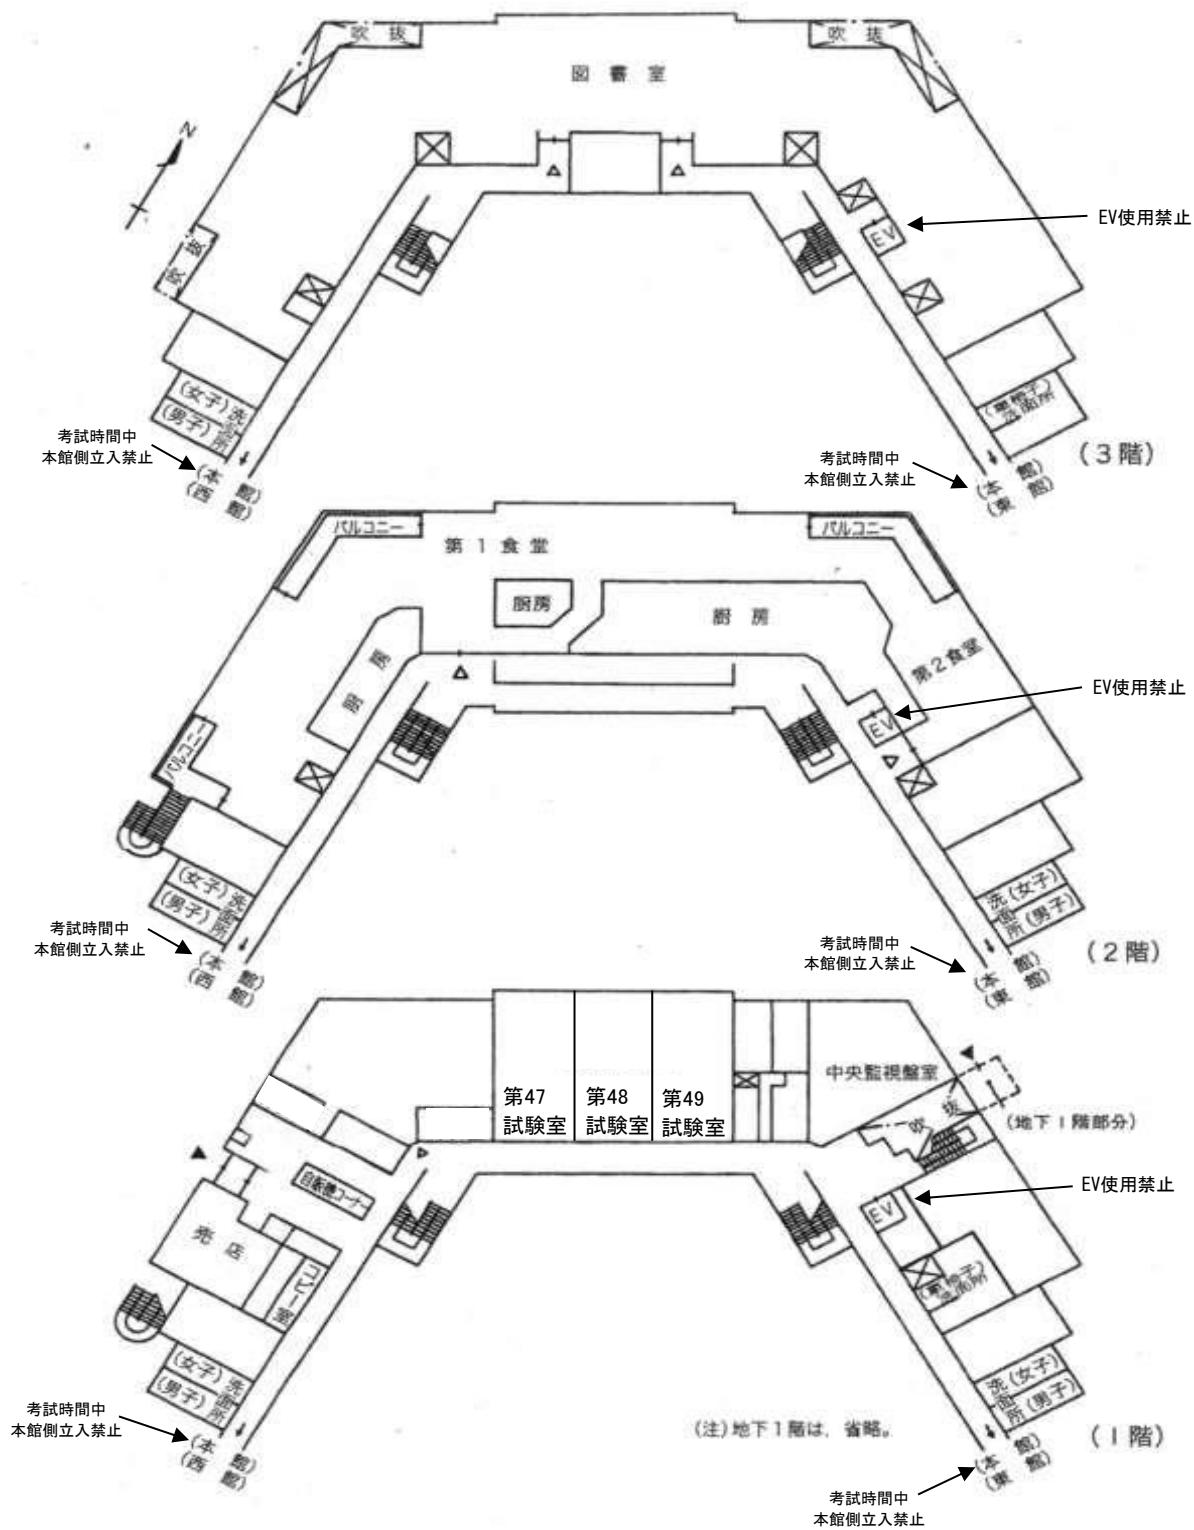 吹 抜
吹 抜
図 書 室
N
EV使用禁止
EV
吹 抜
(女子)洗面所
(男子)
(車椅子)
洗面所
考試時間中
本館側立入禁止
考試時間中
本館側立入禁止
(3階)
(本 館)
(西 館)
(本 館)
(東 館)
バルコニー
バルコニー
第 1 食 堂
厨房
厨 房
厨 房
第2食堂
EV使用禁止
EV
バルコニー
(女子)洗面所
(男子)
洗面所(女子)
(男子)
考試時間中
本館側立入禁止
考試時間中
本館側立入禁止
(2階)
(本 館)
(西 館)
(本 館)
(東 館)
中央監視盤室
第47
試験室
第48
試験室
第49
試験室
吹 抜
(地下1階部分)
自販機コーナー
EV使用禁止
EV
売 店
コピー室
(車椅子)
洗面所
(女子)洗面所
(男子)
洗面所(女子)
(男子)
考試時間中
本館側立入禁止
(注)地下1階は,省略。
(1階)
(本 館)
(西 館)
(本 館)
(東 館)
考試時間中
本館側立入禁止